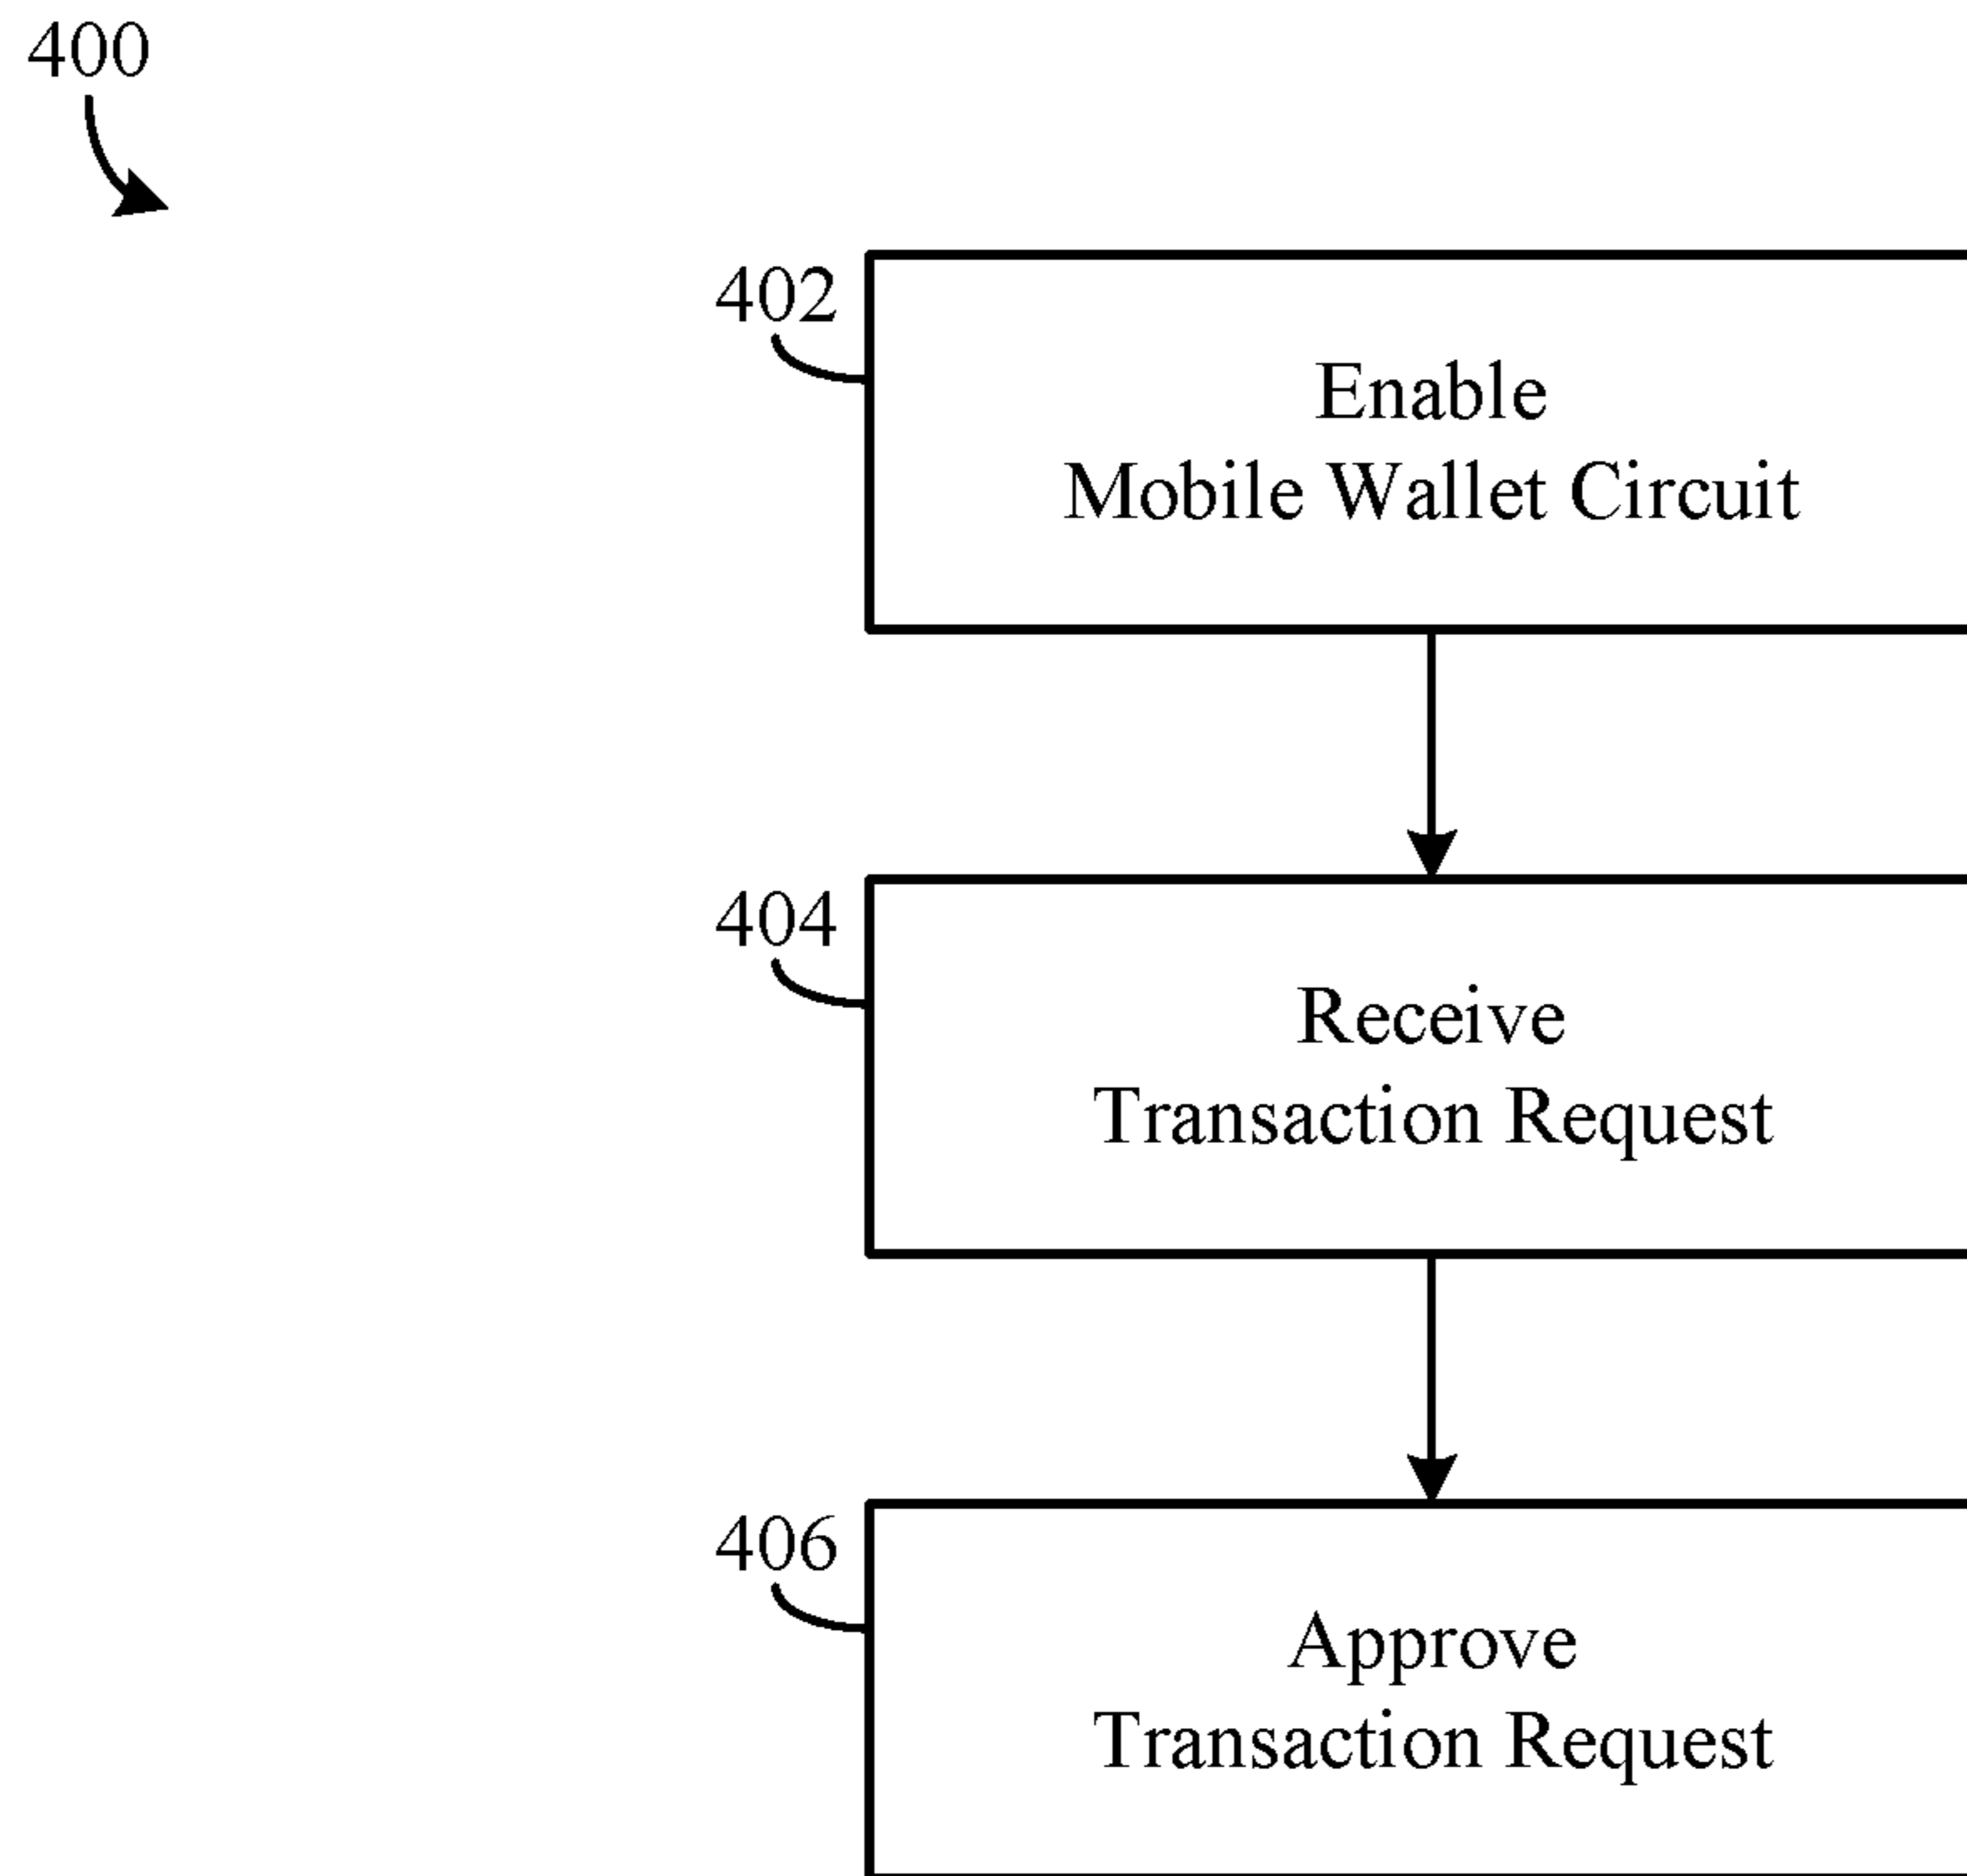 400
402
Enable
Mobile Wallet Circuit
404
Receive
Transaction Request
406
Approve
Transaction Request